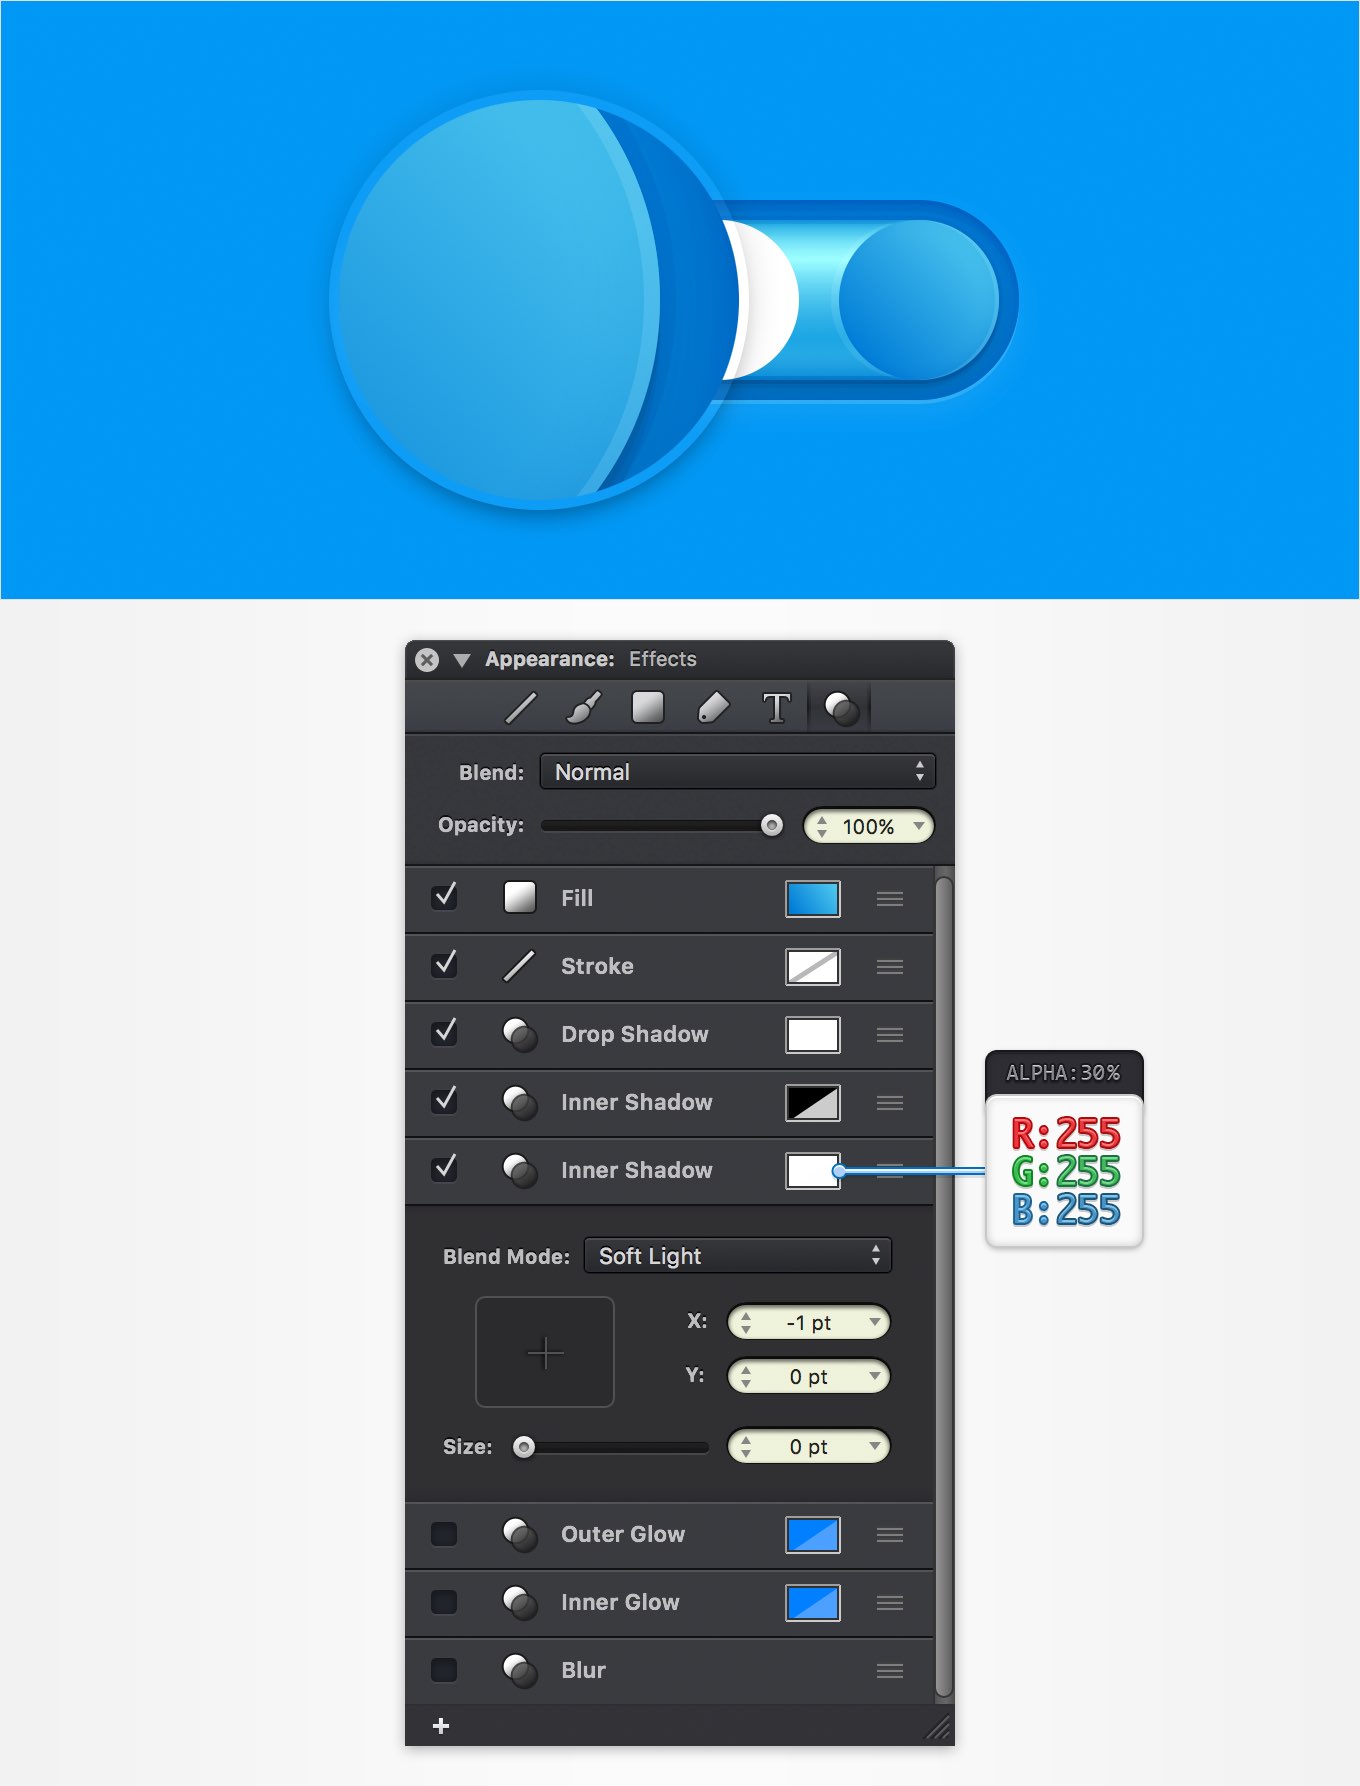 Appearance: Effects
T
Blend: Normal
Opacity: 100%
Fill
Stroke
Drop Shadow
Inner Shadow
Inner Shadow
ALPHA:30%
R:255
G:255
B:255
Blend Mode: Soft Light
X: -1 pt
Y: 0 pt
Size: 0 pt
Outer Glow
Inner Glow
Blur